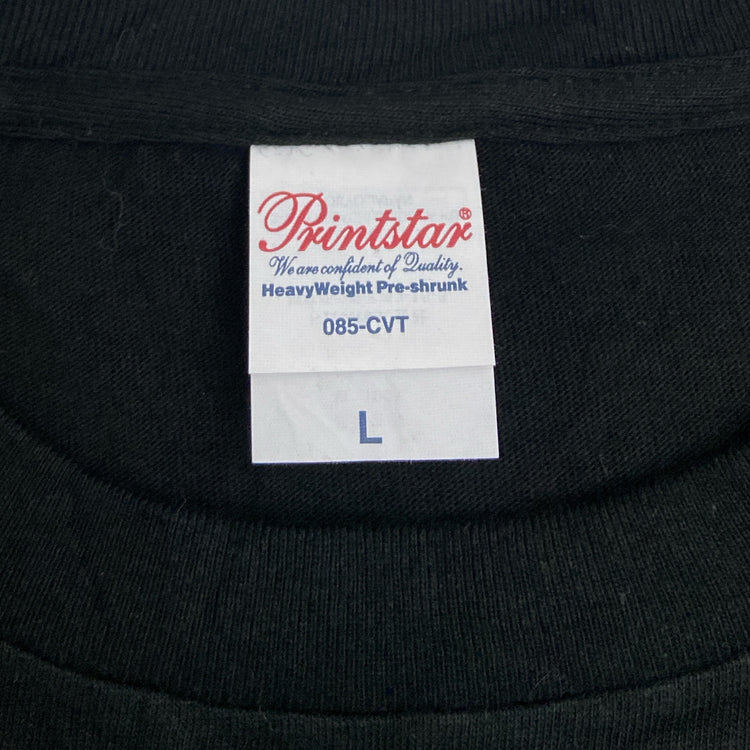 Printstar®
We are confident of Quality.
HeavyWeight Pre-shrunk
085-CVT
L